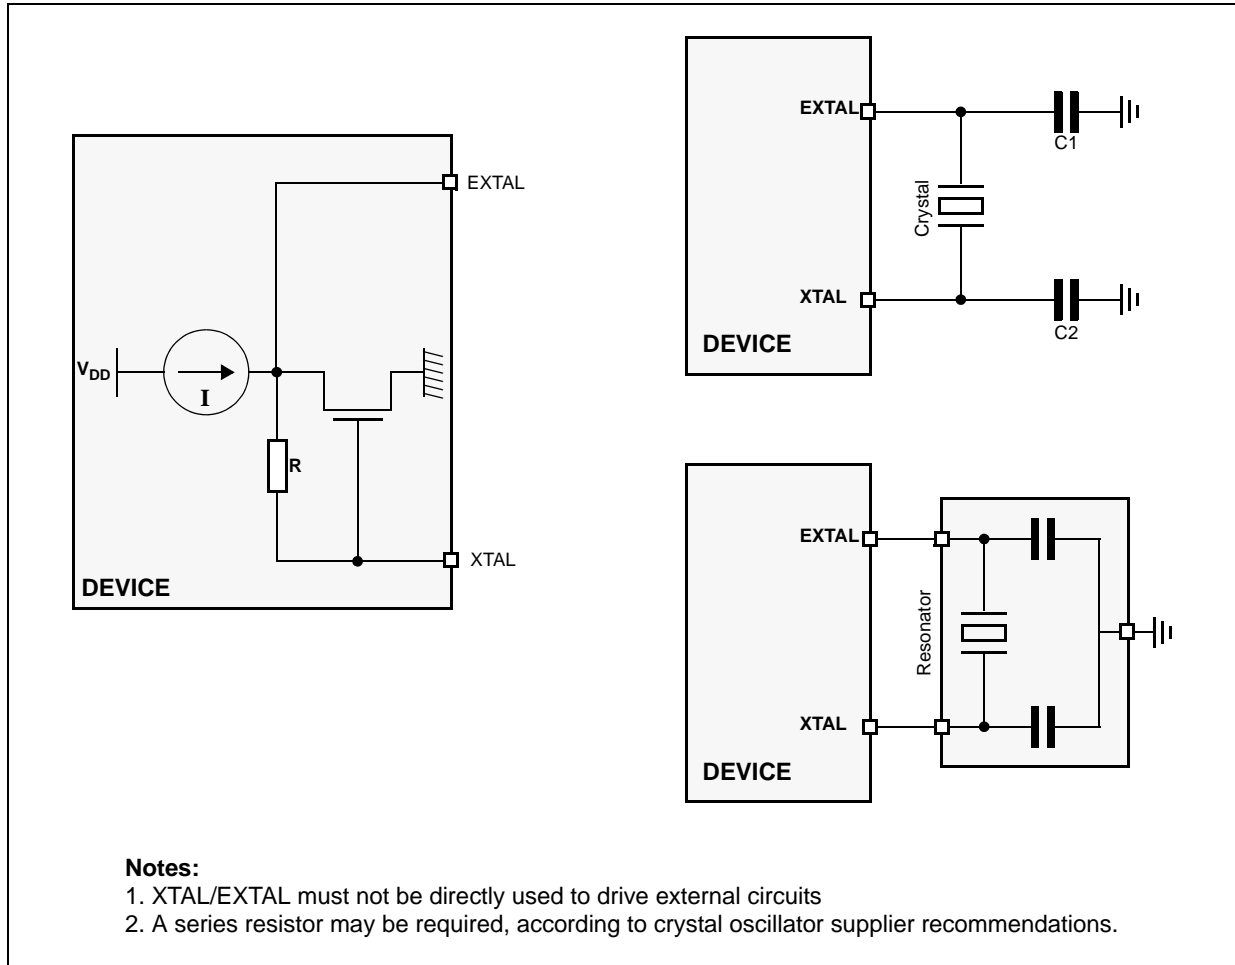 EXTAL
VDD
I
R
XTAL
DEVICE
EXTAL
C1
Crystal
XTAL
C2
DEVICE
EXTAL
Resonator
XTAL
DEVICE
Notes:
1. XTAL/EXTAL must not be directly used to drive external circuits
2. A series resistor may be required, according to crystal oscillator supplier recommendations.